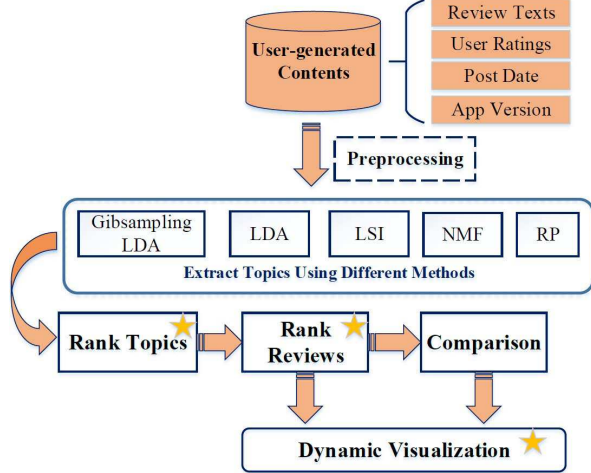 User-generated
Contents
Review Texts
User Ratings
Post Date
App Version
Preprocessing
Gibsampling
LDA
LDA
LSI
NMF
RP
Extract Topics Using Different Methods
Rank Topics
Rank
Reviews
Comparison
Dynamic Visualization